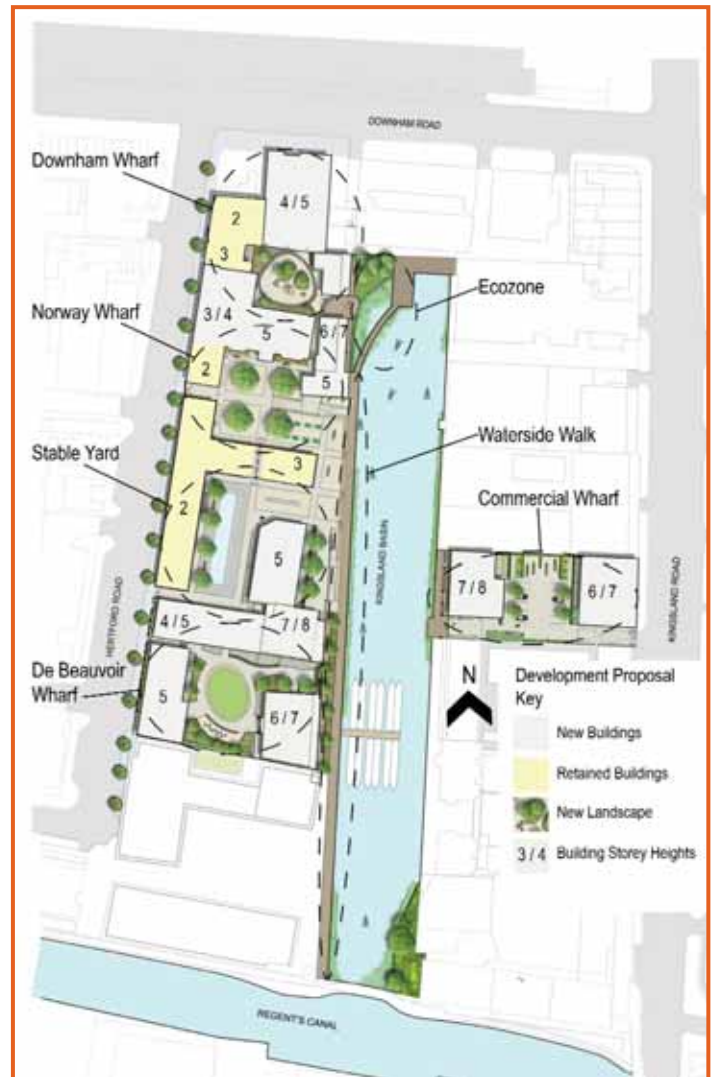 DOWNHAM ROAD
Downham Wharf
4 / 5
2
3
Ecozone
Norway Wharf
3 / 4
6 / 7
5
5
2
Waterside Walk
Stable Yard
3
Commercial Wharf
2
KINGSLAND BASIN
5
7 / 8
6 / 7
HERTFORD ROAD
KINGSLAND ROAD
4 / 5
7 / 8
De Beauvoir
Wharf
5
6 / 7
N
Development Proposal
Key
New Buildings
Retained Buildings
New Landscape
3 / 4 Building Storey Heights
REGENT'S CANAL